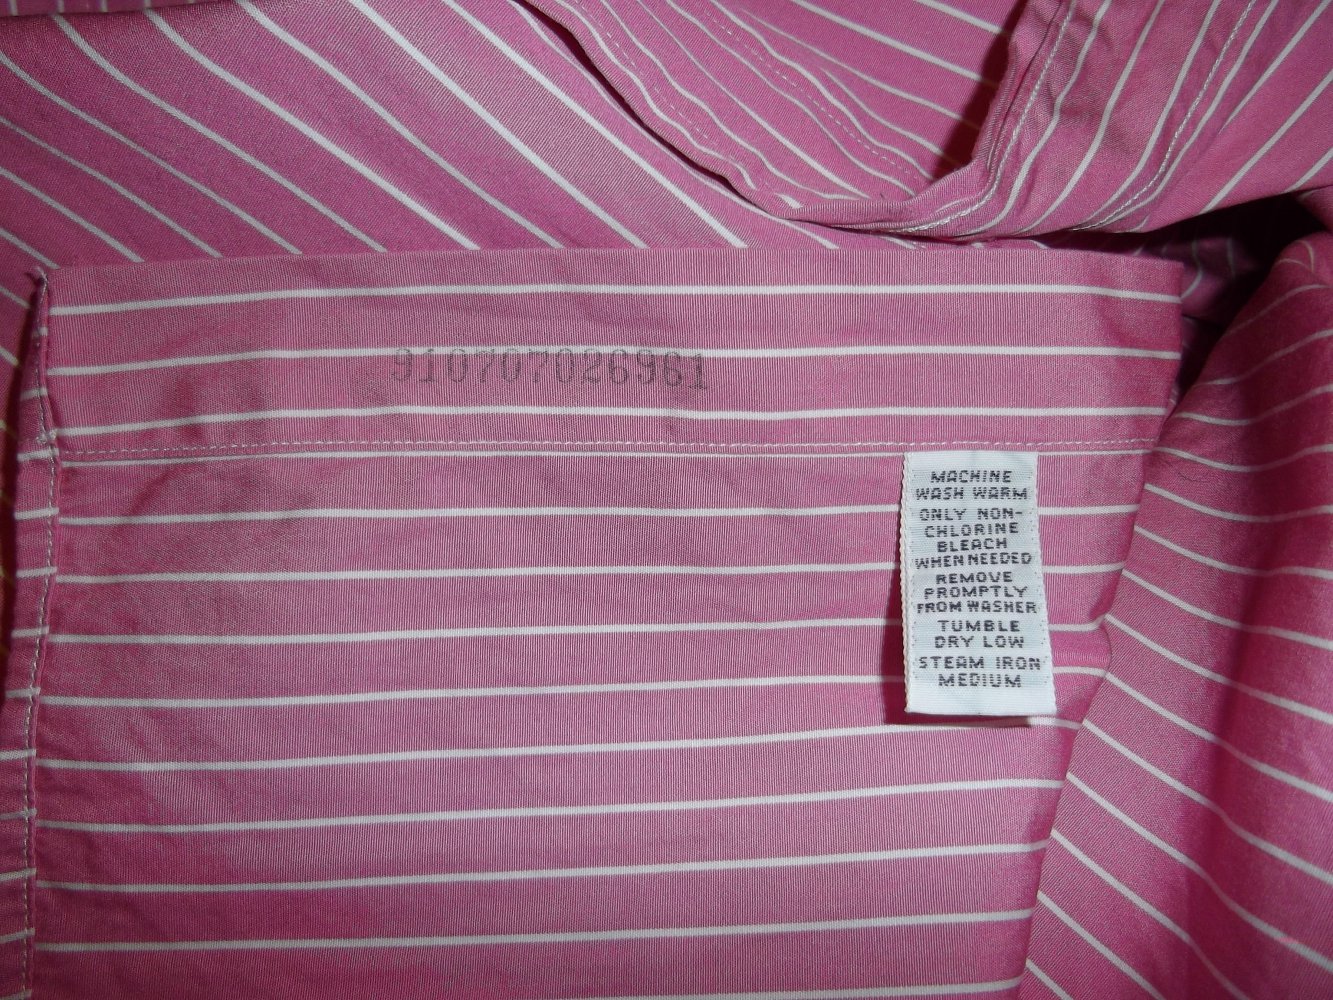 910707026961
MACHINE
WASH WARM
ONLY NON-
CHLORINE
BLEACH
WHEN NEEDED
REMOVE
PROMPTLY
FROM WASHER
TUMBLE
DRY LOW
STEAM IRON
MEDIUM